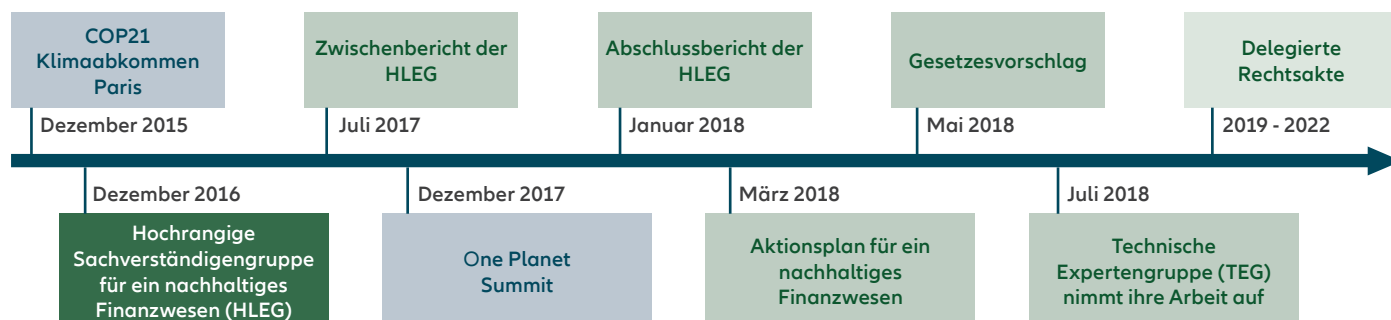 COP21
Klimaabkommen
Paris
Dezember 2015
Zwischenbericht der
HLEG
Juli 2017
Abschlussbericht der
HLEG
Januar 2018
Gesetzesvorschlag
Mai 2018
Delegierte
Rechtsakte
2019 - 2022
Dezember 2016
Hochrangige
Sachverständigengruppe
für ein nachhaltiges
Finanzwesen (HLEG)
Dezember 2017
One Planet
Summit
März 2018
Aktionsplan für ein
nachhaltiges
Finanzwesen
Juli 2018
Technische
Expertengruppe (TEG)
nimmt ihre Arbeit auf